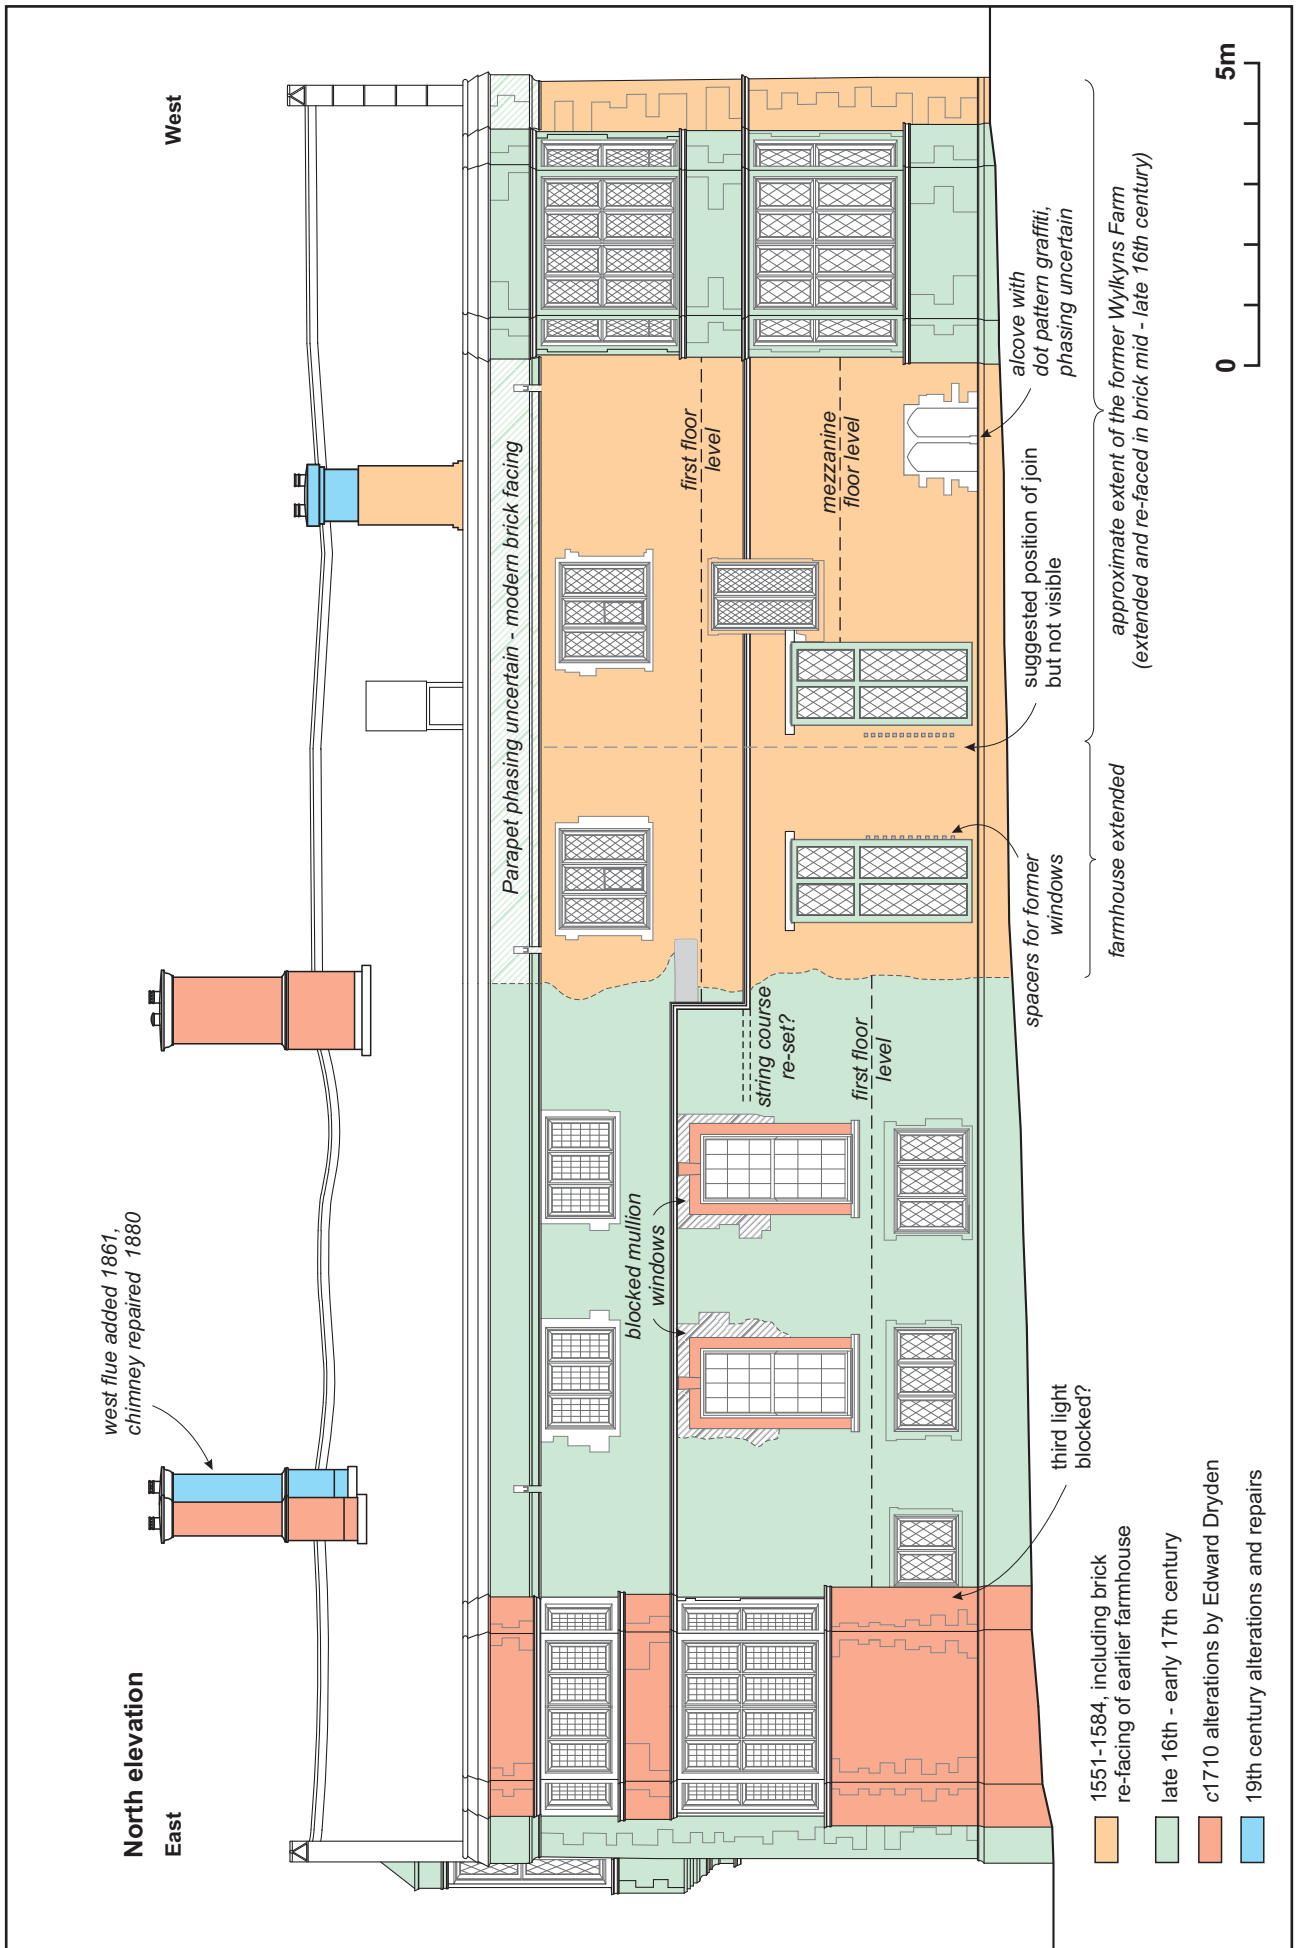 North elevation
East
West
west flue added 1861,
chimney repaired 1880
Parapet phasing uncertain - modern brick facing
blocked mullion
windows
first floor
level
string course
re-set?
mezzanine
floor level
first floor
level
third light
blocked?
spacers for former
windows
farmhouse extended
suggested position of join
but not visible
alcove with
dot pattern graffiti,
phasing uncertain
approximate extent of the former Wylkyns Farm
(extended and re-faced in brick mid - late 16th century)
1551-1584, including brick
re-facing of earlier farmhouse
late 16th - early 17th century
c1710 alterations by Edward Dryden
19th century alterations and repairs
0
5m